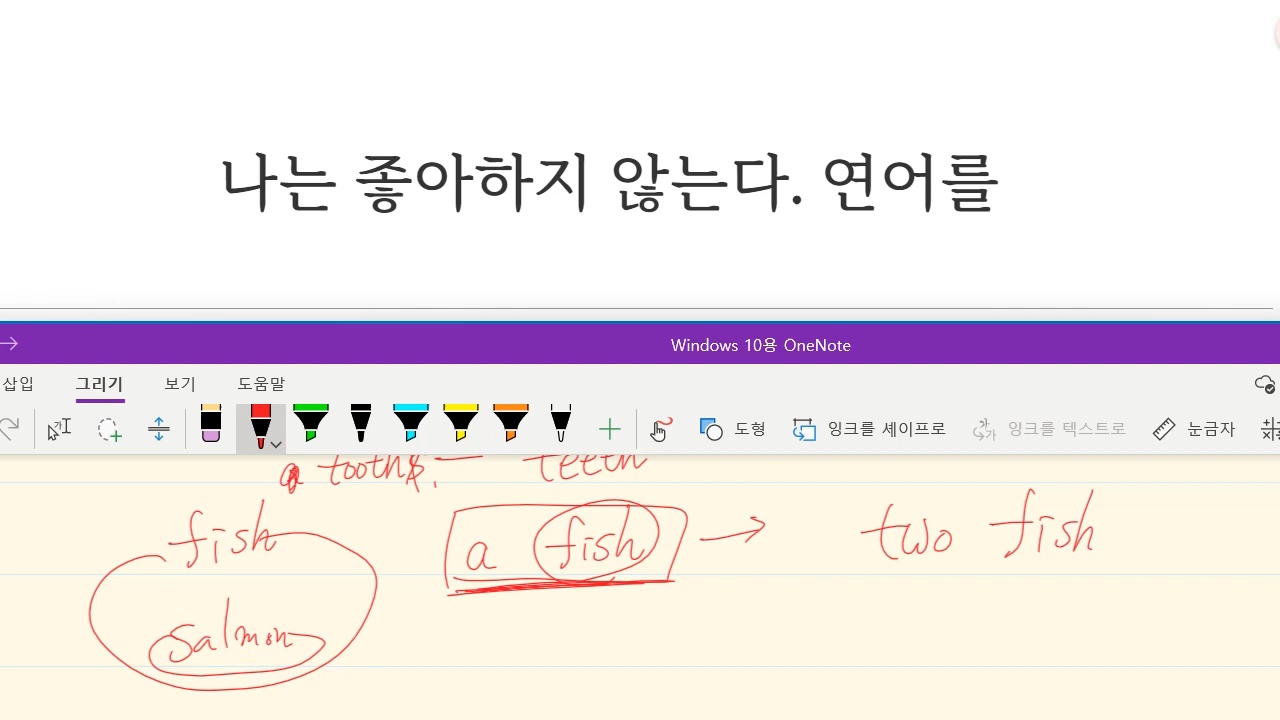 나는 좋아하지 않는다. 연어를
Windows 10용 OneNote
삽입 그리기 보기 도움말
도형 잉크를 셰이프로 잉크를 텍스트로 눈금자
a tooths. teeth
fish a fish → two fish
salmon